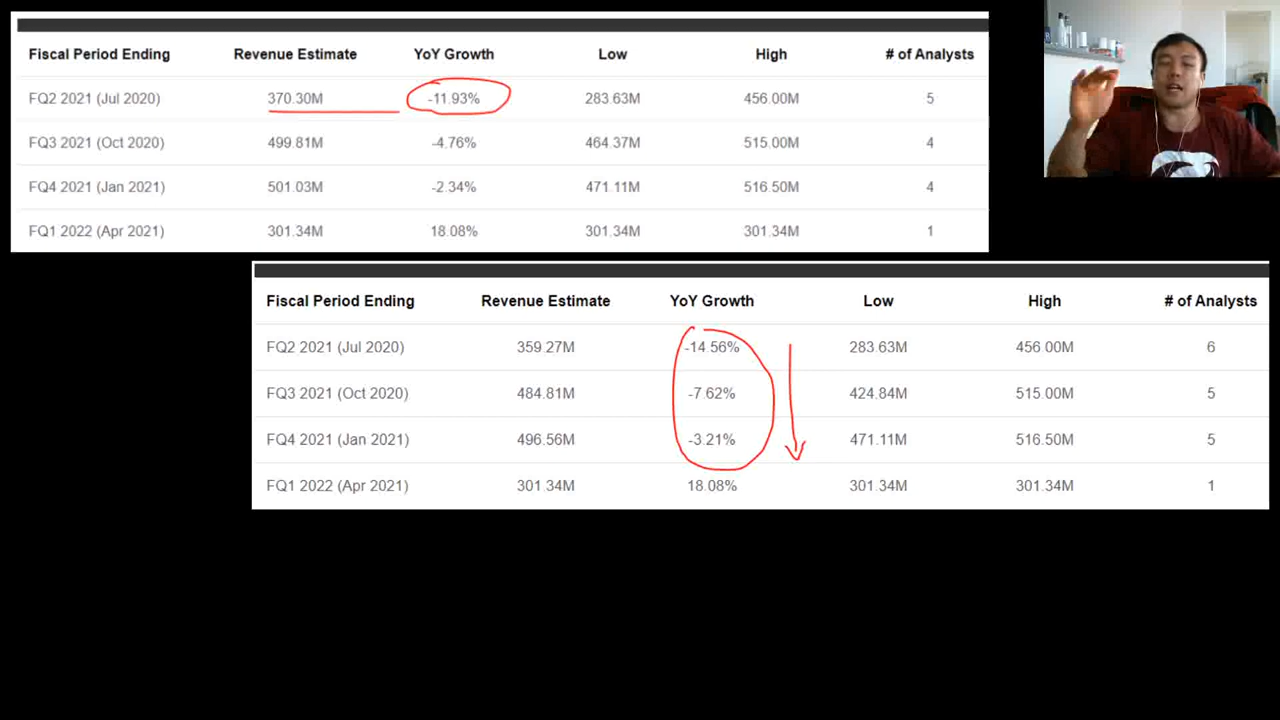 Fiscal Period Ending Revenue Estimate YoY Growth Low High # of Analysts
FQ2 2021 (Jul 2020) 370.30M -11.93% 283.63M 456.00M 5
FQ3 2021 (Oct 2020) 499.81M -4.76% 464.37M 515.00M 4
FQ4 2021 (Jan 2021) 501.03M -2.34% 471.11M 516.50M 4
FQ1 2022 (Apr 2021) 301.34M 18.08% 301.34M 301.34M 1
Fiscal Period Ending Revenue Estimate YoY Growth Low High # of Analysts
FQ2 2021 (Jul 2020) 359.27M -14.56% 283.63M 456.00M 6
FQ3 2021 (Oct 2020) 484.81M -7.62% 424.84M 515.00M 5
FQ4 2021 (Jan 2021) 496.56M -3.21% 471.11M 516.50M 5
FQ1 2022 (Apr 2021) 301.34M 18.08% 301.34M 301.34M 1